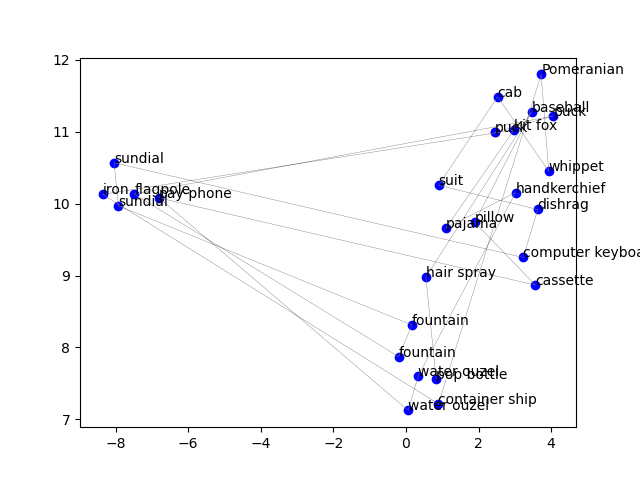 12
Pomeranian
cab
baseball
puck
11
puck
kit fox
sundial
whippet
suit
iron
flagpole
pay phone
handkerchief
10
sundial
dishrag
pillow
pajama
computer keyboa
9
hair spray
cassette
fountain
8
fountain
water ouzel
pop bottle
container ship
water ouzel
7
−8 −6 −4 −2 0 2 4